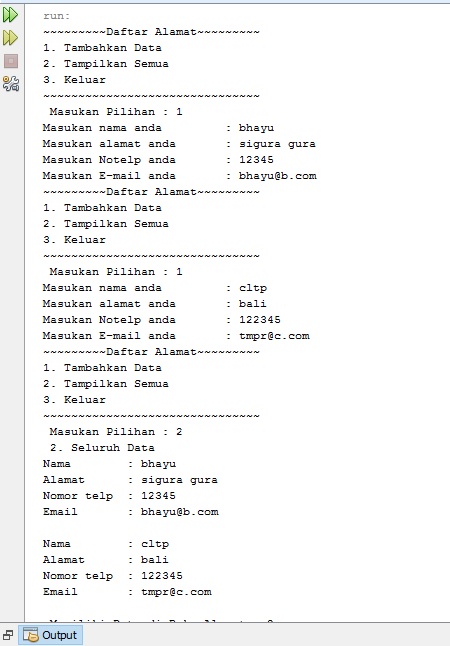 run:
~~~~~~~~~Daftar Alamat~~~~~~~~~
1. Tambahkan Data
2. Tampilkan Semua
3. Keluar
~~~~~~~~~~~~~~~~~~~~~~~~~~~~~~~
Masukan Pilihan : 1
Masukan nama anda : bhayu
Masukan alamat anda : sigura gura
Masukan Notelp anda : 12345
Masukan E-mail anda : bhayu@b.com
~~~~~~~~~Daftar Alamat~~~~~~~~~
1. Tambahkan Data
2. Tampilkan Semua
3. Keluar
~~~~~~~~~~~~~~~~~~~~~~~~~~~~~~~
Masukan Pilihan : 1
Masukan nama anda : cltp
Masukan alamat anda : bali
Masukan Notelp anda : 122345
Masukan E-mail anda : tmpr@c.com
~~~~~~~~~Daftar Alamat~~~~~~~~~
1. Tambahkan Data
2. Tampilkan Semua
3. Keluar
~~~~~~~~~~~~~~~~~~~~~~~~~~~~~~~
Masukan Pilihan : 2
2. Seluruh Data
Nama : bhayu
Alamat : sigura gura
Nomor telp : 12345
Email : bhayu@b.com
Nama : cltp
Alamat : bali
Nomor telp : 122345
Email : tmpr@c.com
Output